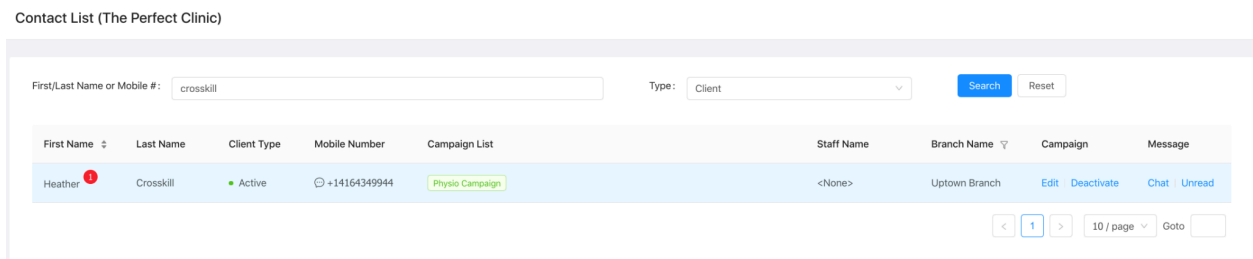 Contact List (The Perfect Clinic)
First/Last Name or Mobile # : crosskill Type : Client Search Reset
First Name Last Name Client Type Mobile Number Campaign List Staff Name Branch Name Campaign Message
Heather 1 Crosskill Active +14164349944 Physio Campaign <None> Uptown Branch Edit Deactivate Chat Unread
< 1 > 10 / page Goto